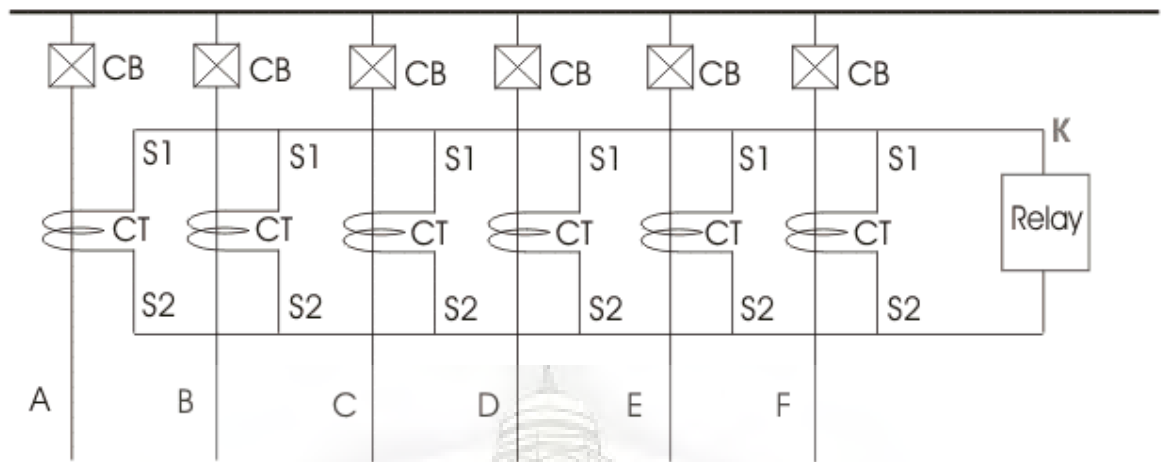 CB CB CB CB CB CB
K
S1 S1 S1 S1 S1 S1
Relay
CT CT CT CT CT CT
S2 S2 S2 S2 S2 S2
A B C D E F